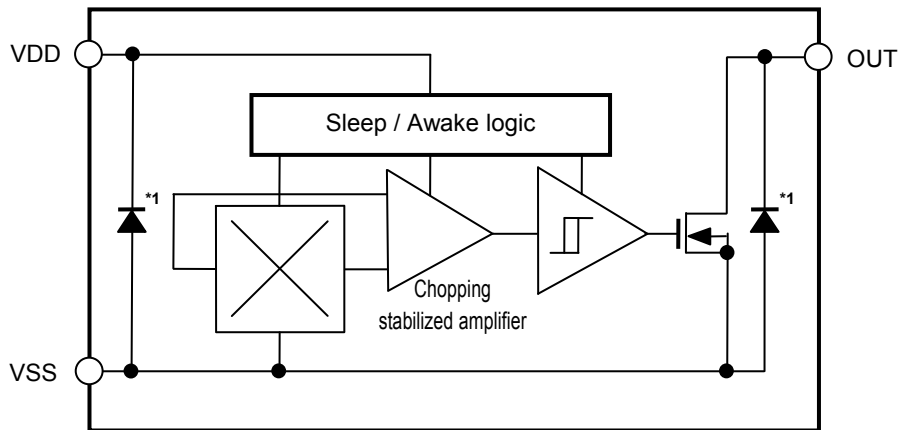 VDD
OUT
Sleep / Awake logic
*1
*1
Chopping
stabilized amplifier
VSS